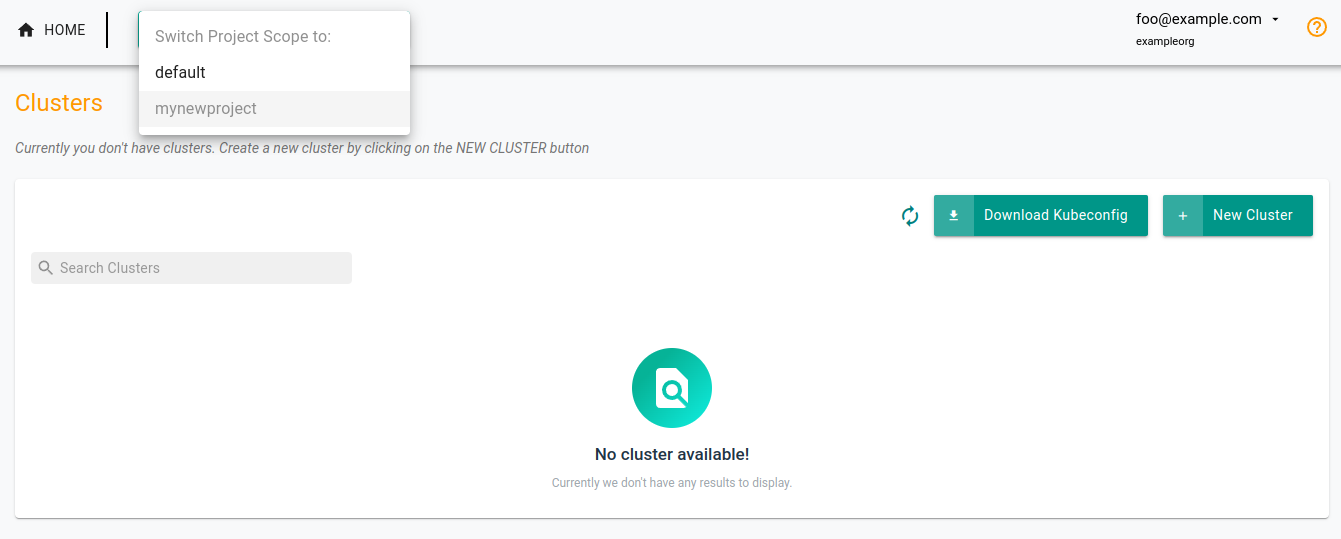 HOME
Switch Project Scope to:
default
mynewproject
foo@example.com
exampleorg
Clusters
Currently you don't have clusters. Create a new cluster by clicking on the NEW CLUSTER button
Download Kubeconfig
New Cluster
Search Clusters
No cluster available!
Currently we don't have any results to display.